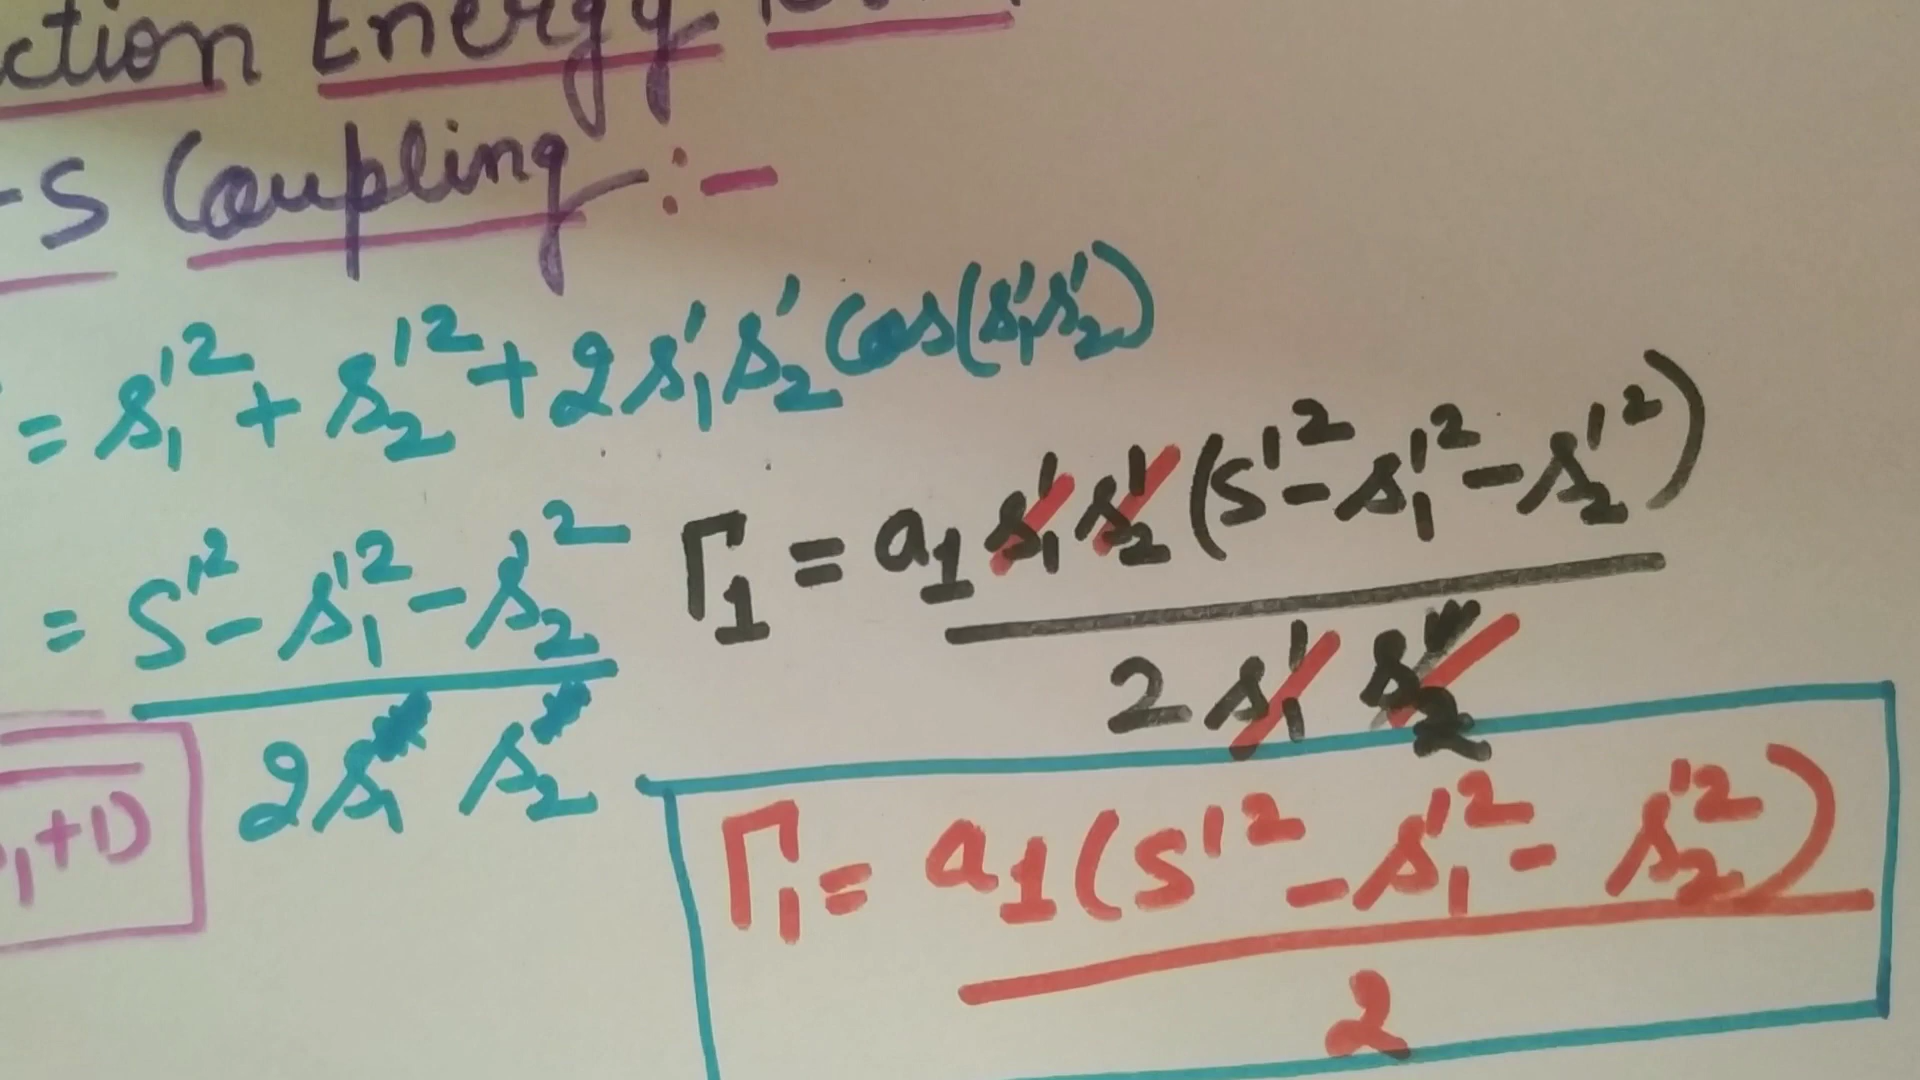 ction Energy
-S Coupling :-
= s₁'² + s₂'² + 2s₁'s₂' Cos(s₁'s₂')
= S'² - s₁'² - s₂'² / 2s₁ s₂
Γ₁ = a₁ s₁' s₂' (S'² - s₁'² - s₂'²) / 2 s₁' s₂'
₁+1)
Γ₁ = a₁(S'² - s₁'² - s₂'²) / 2